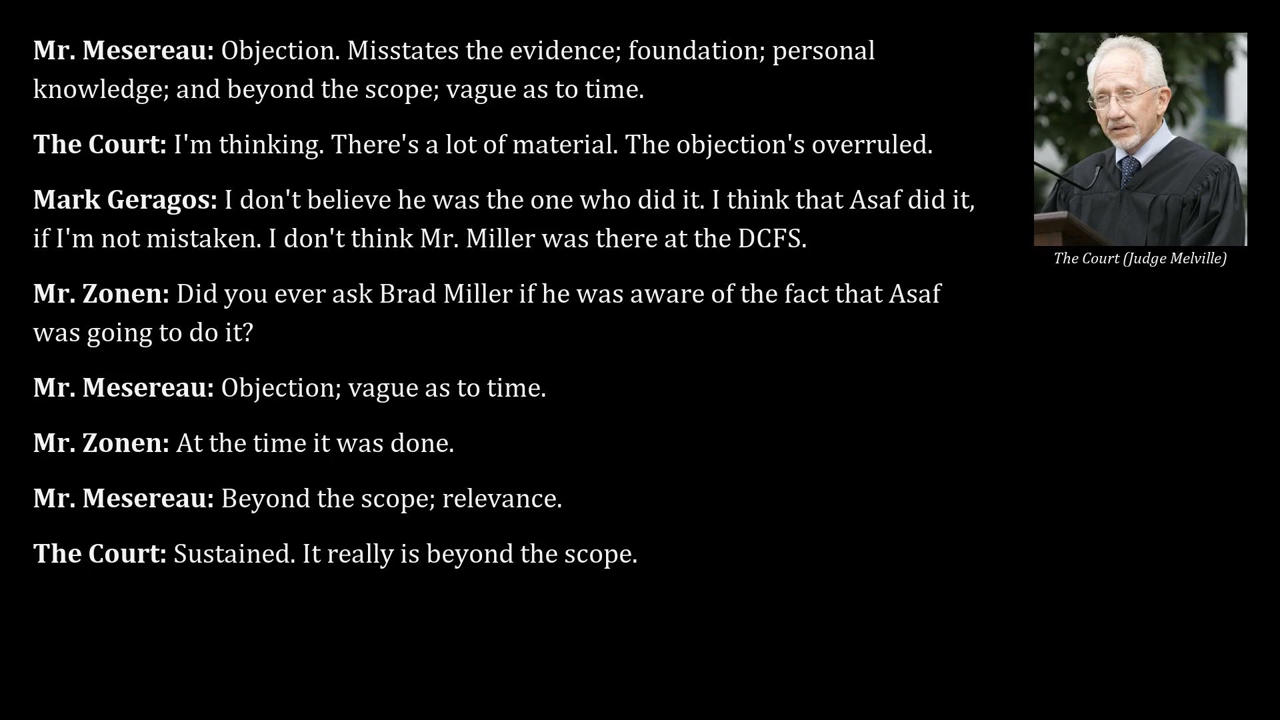 Mr. Mesereau: Objection. Misstates the evidence; foundation; personal
knowledge; and beyond the scope; vague as to time.
The Court: I'm thinking. There's a lot of material. The objection's overruled.
Mark Geragos: I don't believe he was the one who did it. I think that Asaf did it,
if I'm not mistaken. I don't think Mr. Miller was there at the DCFS.
Mr. Zonen: Did you ever ask Brad Miller if he was aware of the fact that Asaf
was going to do it?
Mr. Mesereau: Objection; vague as to time.
Mr. Zonen: At the time it was done.
Mr. Mesereau: Beyond the scope; relevance.
The Court: Sustained. It really is beyond the scope.
The Court (Judge Melville)